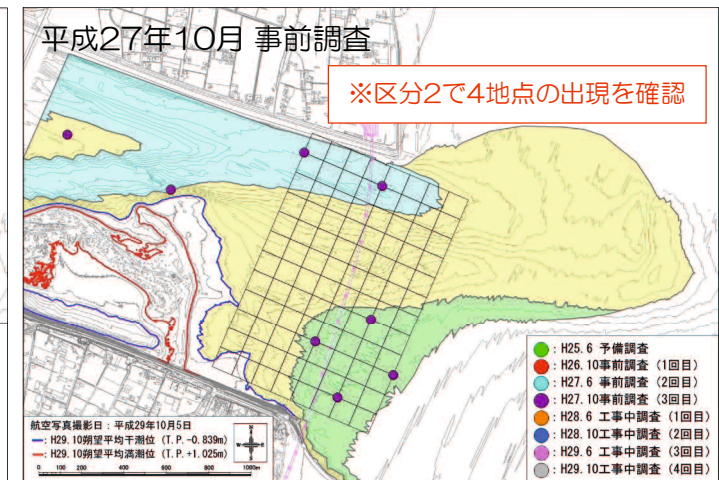 平成27年10月 事前調査
※区分2で4地点の出現を確認
: H25.6 予備調査
: H26.10事前調査 (1回目)
: H27.6 事前調査 (2回目)
: H27.10事前調査 (3回目)
: H28.6 工事中調査 (1回目)
: H28.10工事中調査 (2回目)
: H29.6 工事中調査 (3回目)
: H29.10工事中調査 (4回目)
航空写真撮影日：平成29年10月5日
: H29.10朔望平均干潮位 (T.P.-0.839m)
: H29.10朔望平均満潮位 (T.P.+1.025m)
0 200 400 600 800 1000m